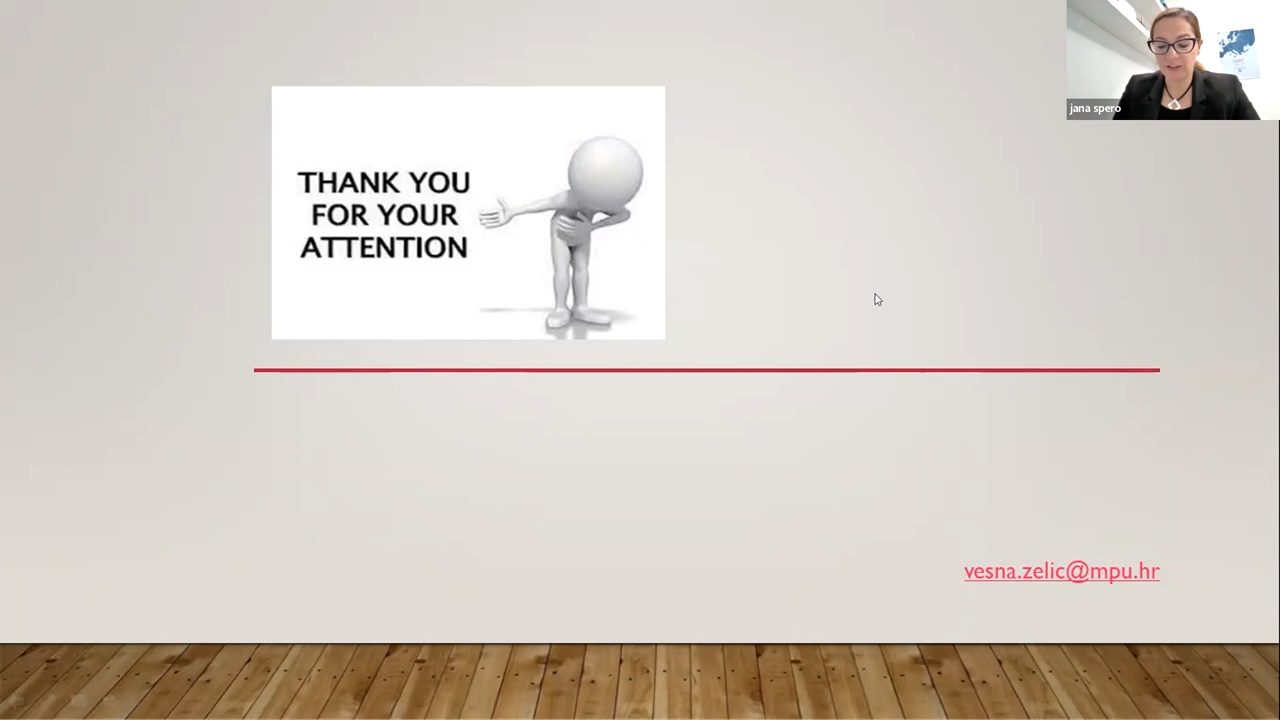 jana spero
THANK YOU
FOR YOUR
ATTENTION
vesna.zelic@mpu.hr